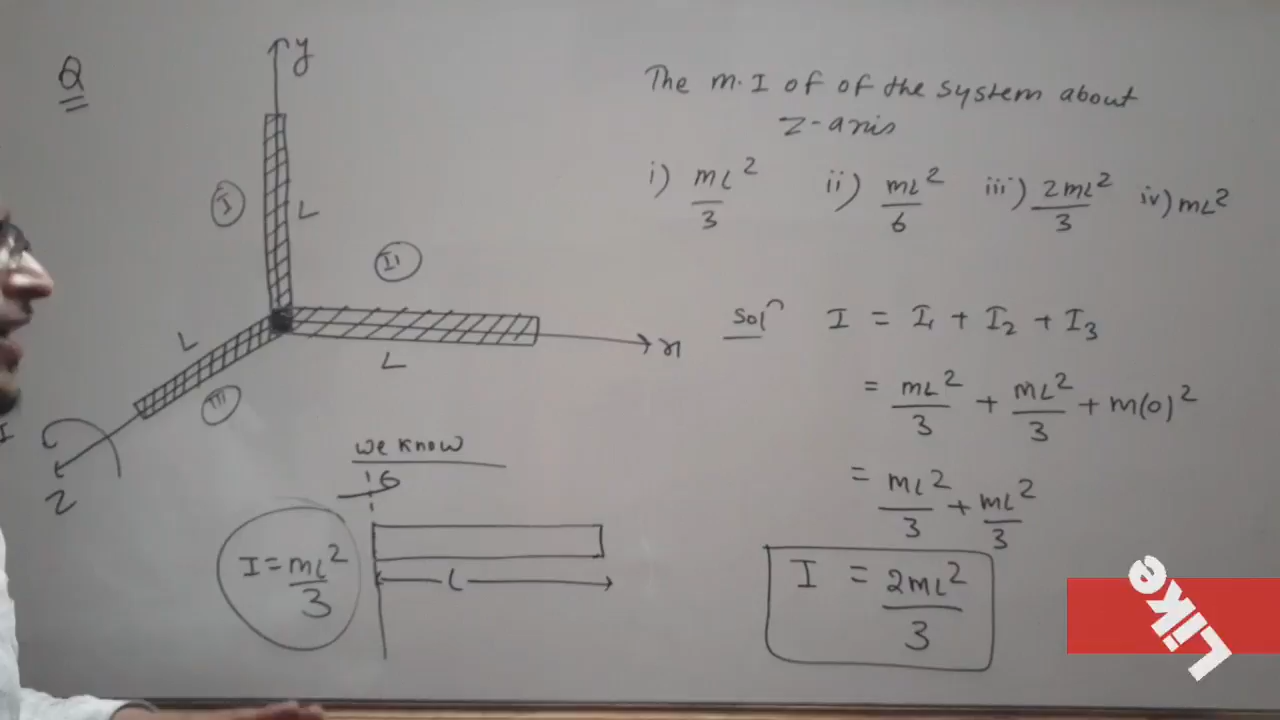 Q
y
The M.I of of the system about
Z-axis
i) mL²/3 ii) mL²/6 iii) 2mL²/3 iv) mL²
I
L
II
Solⁿ I = I₁ + I₂ + I₃
x
L
L
III
= mL²/3 + mL²/3 + m(0)²
Z
we know
= mL²/3 + mL²/3
I = mL²/3
L
I = 2mL²/3
Like